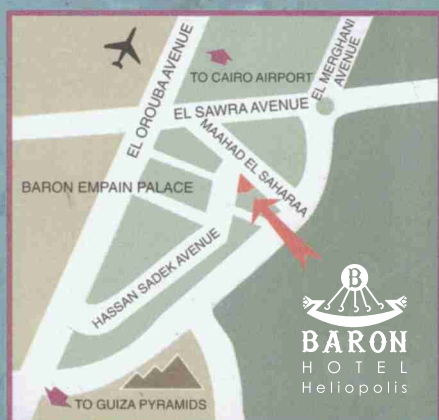 TO CAIRO AIRPORT
EL OROUBA AVENUE
EL MERGHANI
AVENUE
EL SAWRA AVENUE
MAAHAD EL SAHARAA
BARON EMPAIN PALACE
HASSAN SADEK AVENUE
B
BARON
HOTEL
Heliopolis
TO GUIZA PYRAMIDS